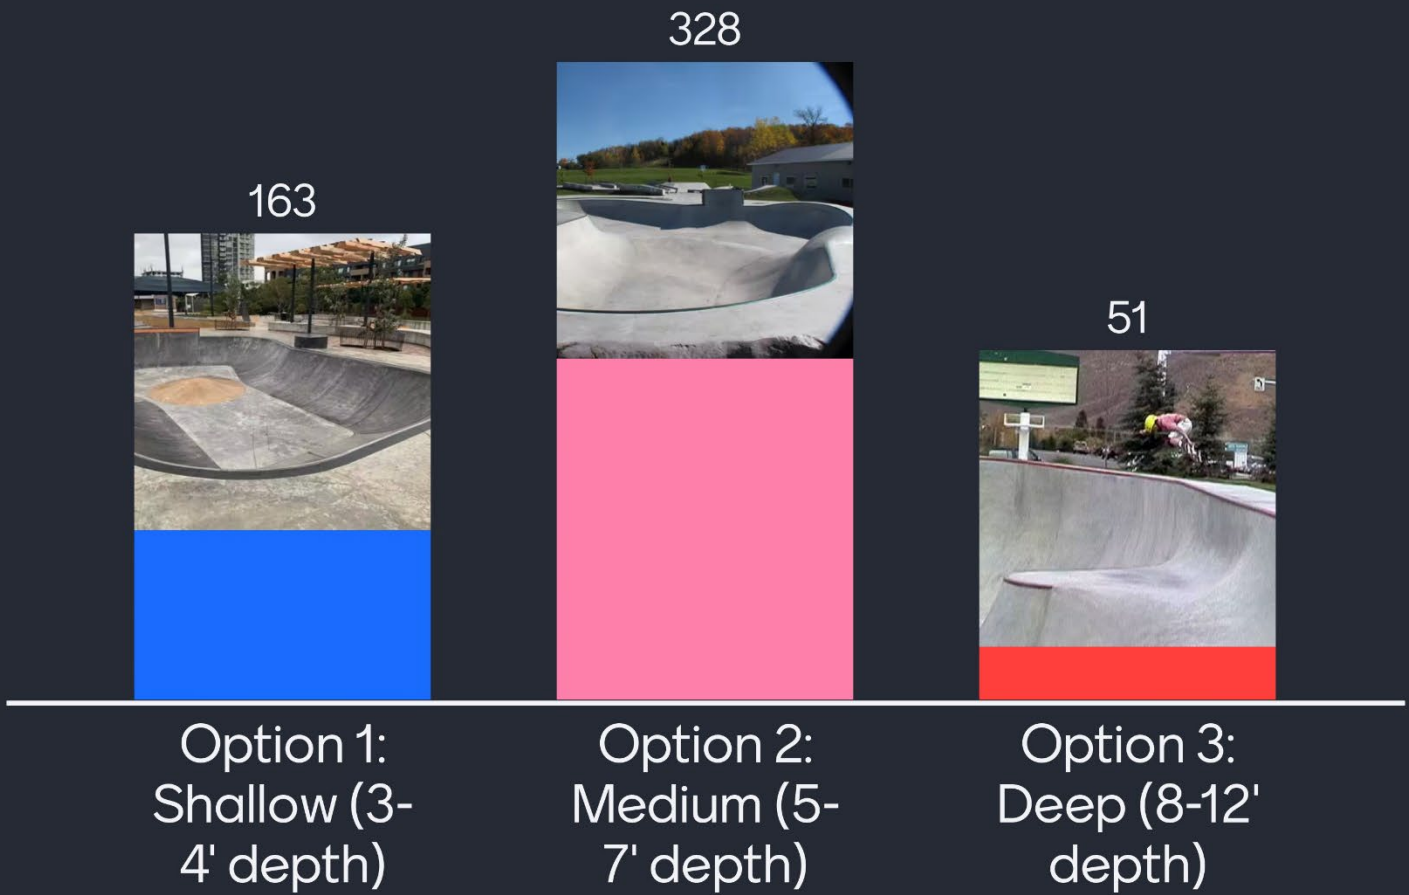 328
163
51
Option 1:
Shallow (3-
4' depth)
Option 2:
Medium (5-
7' depth)
Option 3:
Deep (8-12'
depth)